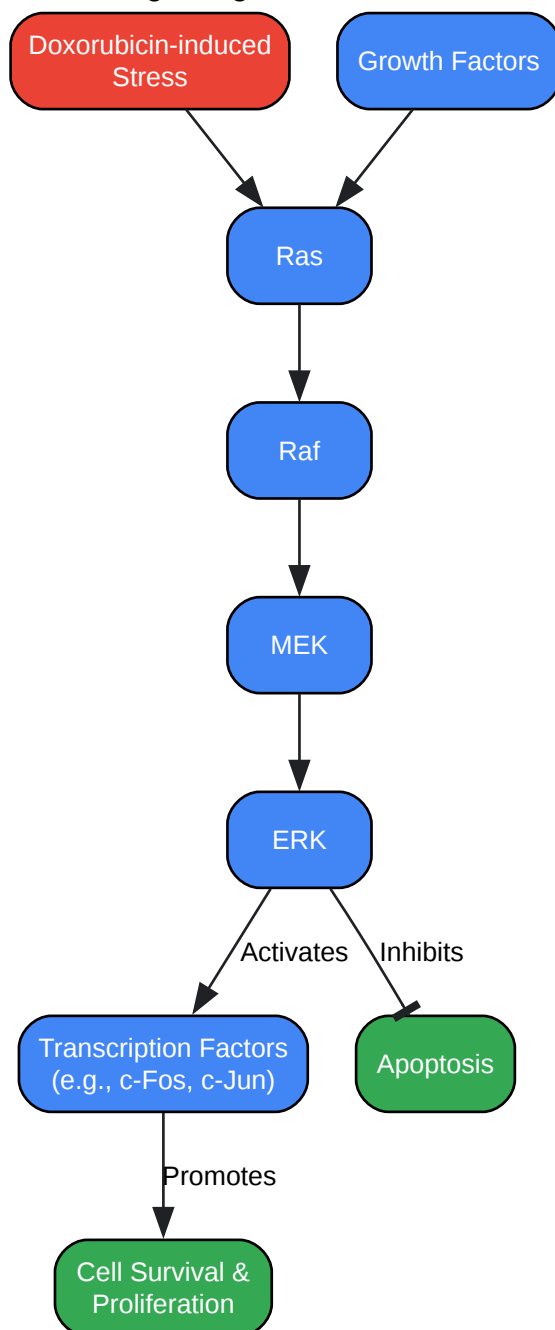 Doxorubicin-induced
Stress
Growth Factors
Ras
Raf
MEK
ERK
Activates
Inhibits
Transcription Factors
(e.g., c-Fos, c-Jun)
Apoptosis
Promotes
Cell Survival &
Proliferation